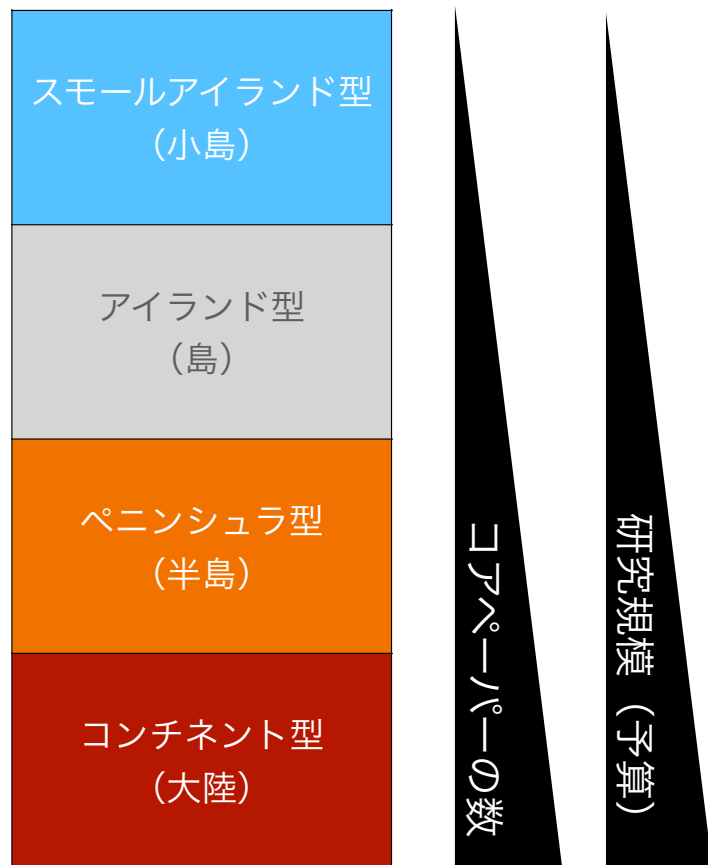 スモールアイランド型
（小島）
アイランド型
（島）
ペニンシュラ型
（半島）
コンチネント型
（大陸）
コアペーパーの数
研究規模（予算）